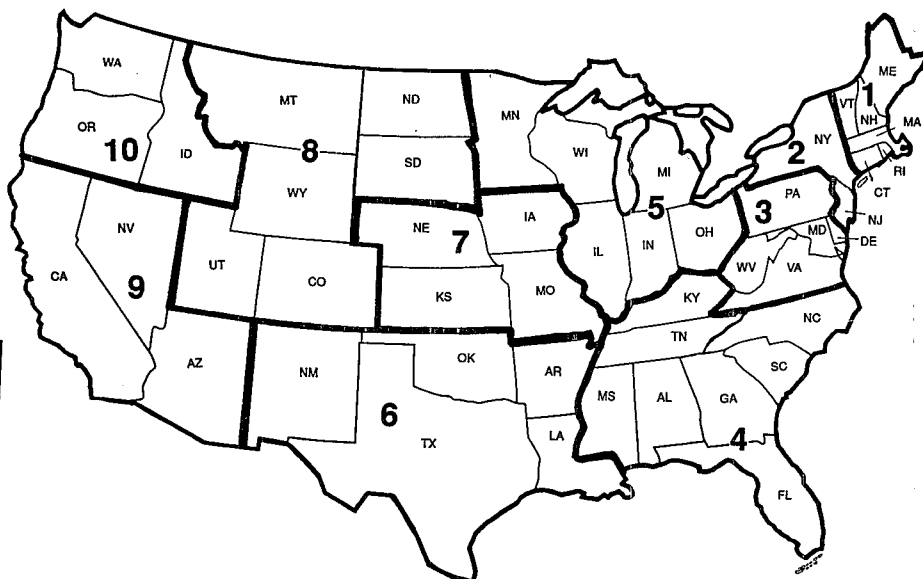 WA
MT
ND
MN
ME
VT
1
NH
MA
OR
10
ID
8
SD
WI
MI
NY
2
RI
CT
WY
5
PA
3
NJ
NV
NE
7
IA
IL
IN
OH
MD
DE
WV
VA
CA
9
UT
CO
KS
MO
KY
NC
TN
AZ
NM
OK
AR
SC
MS
AL
GA
6
TX
LA
4
FL